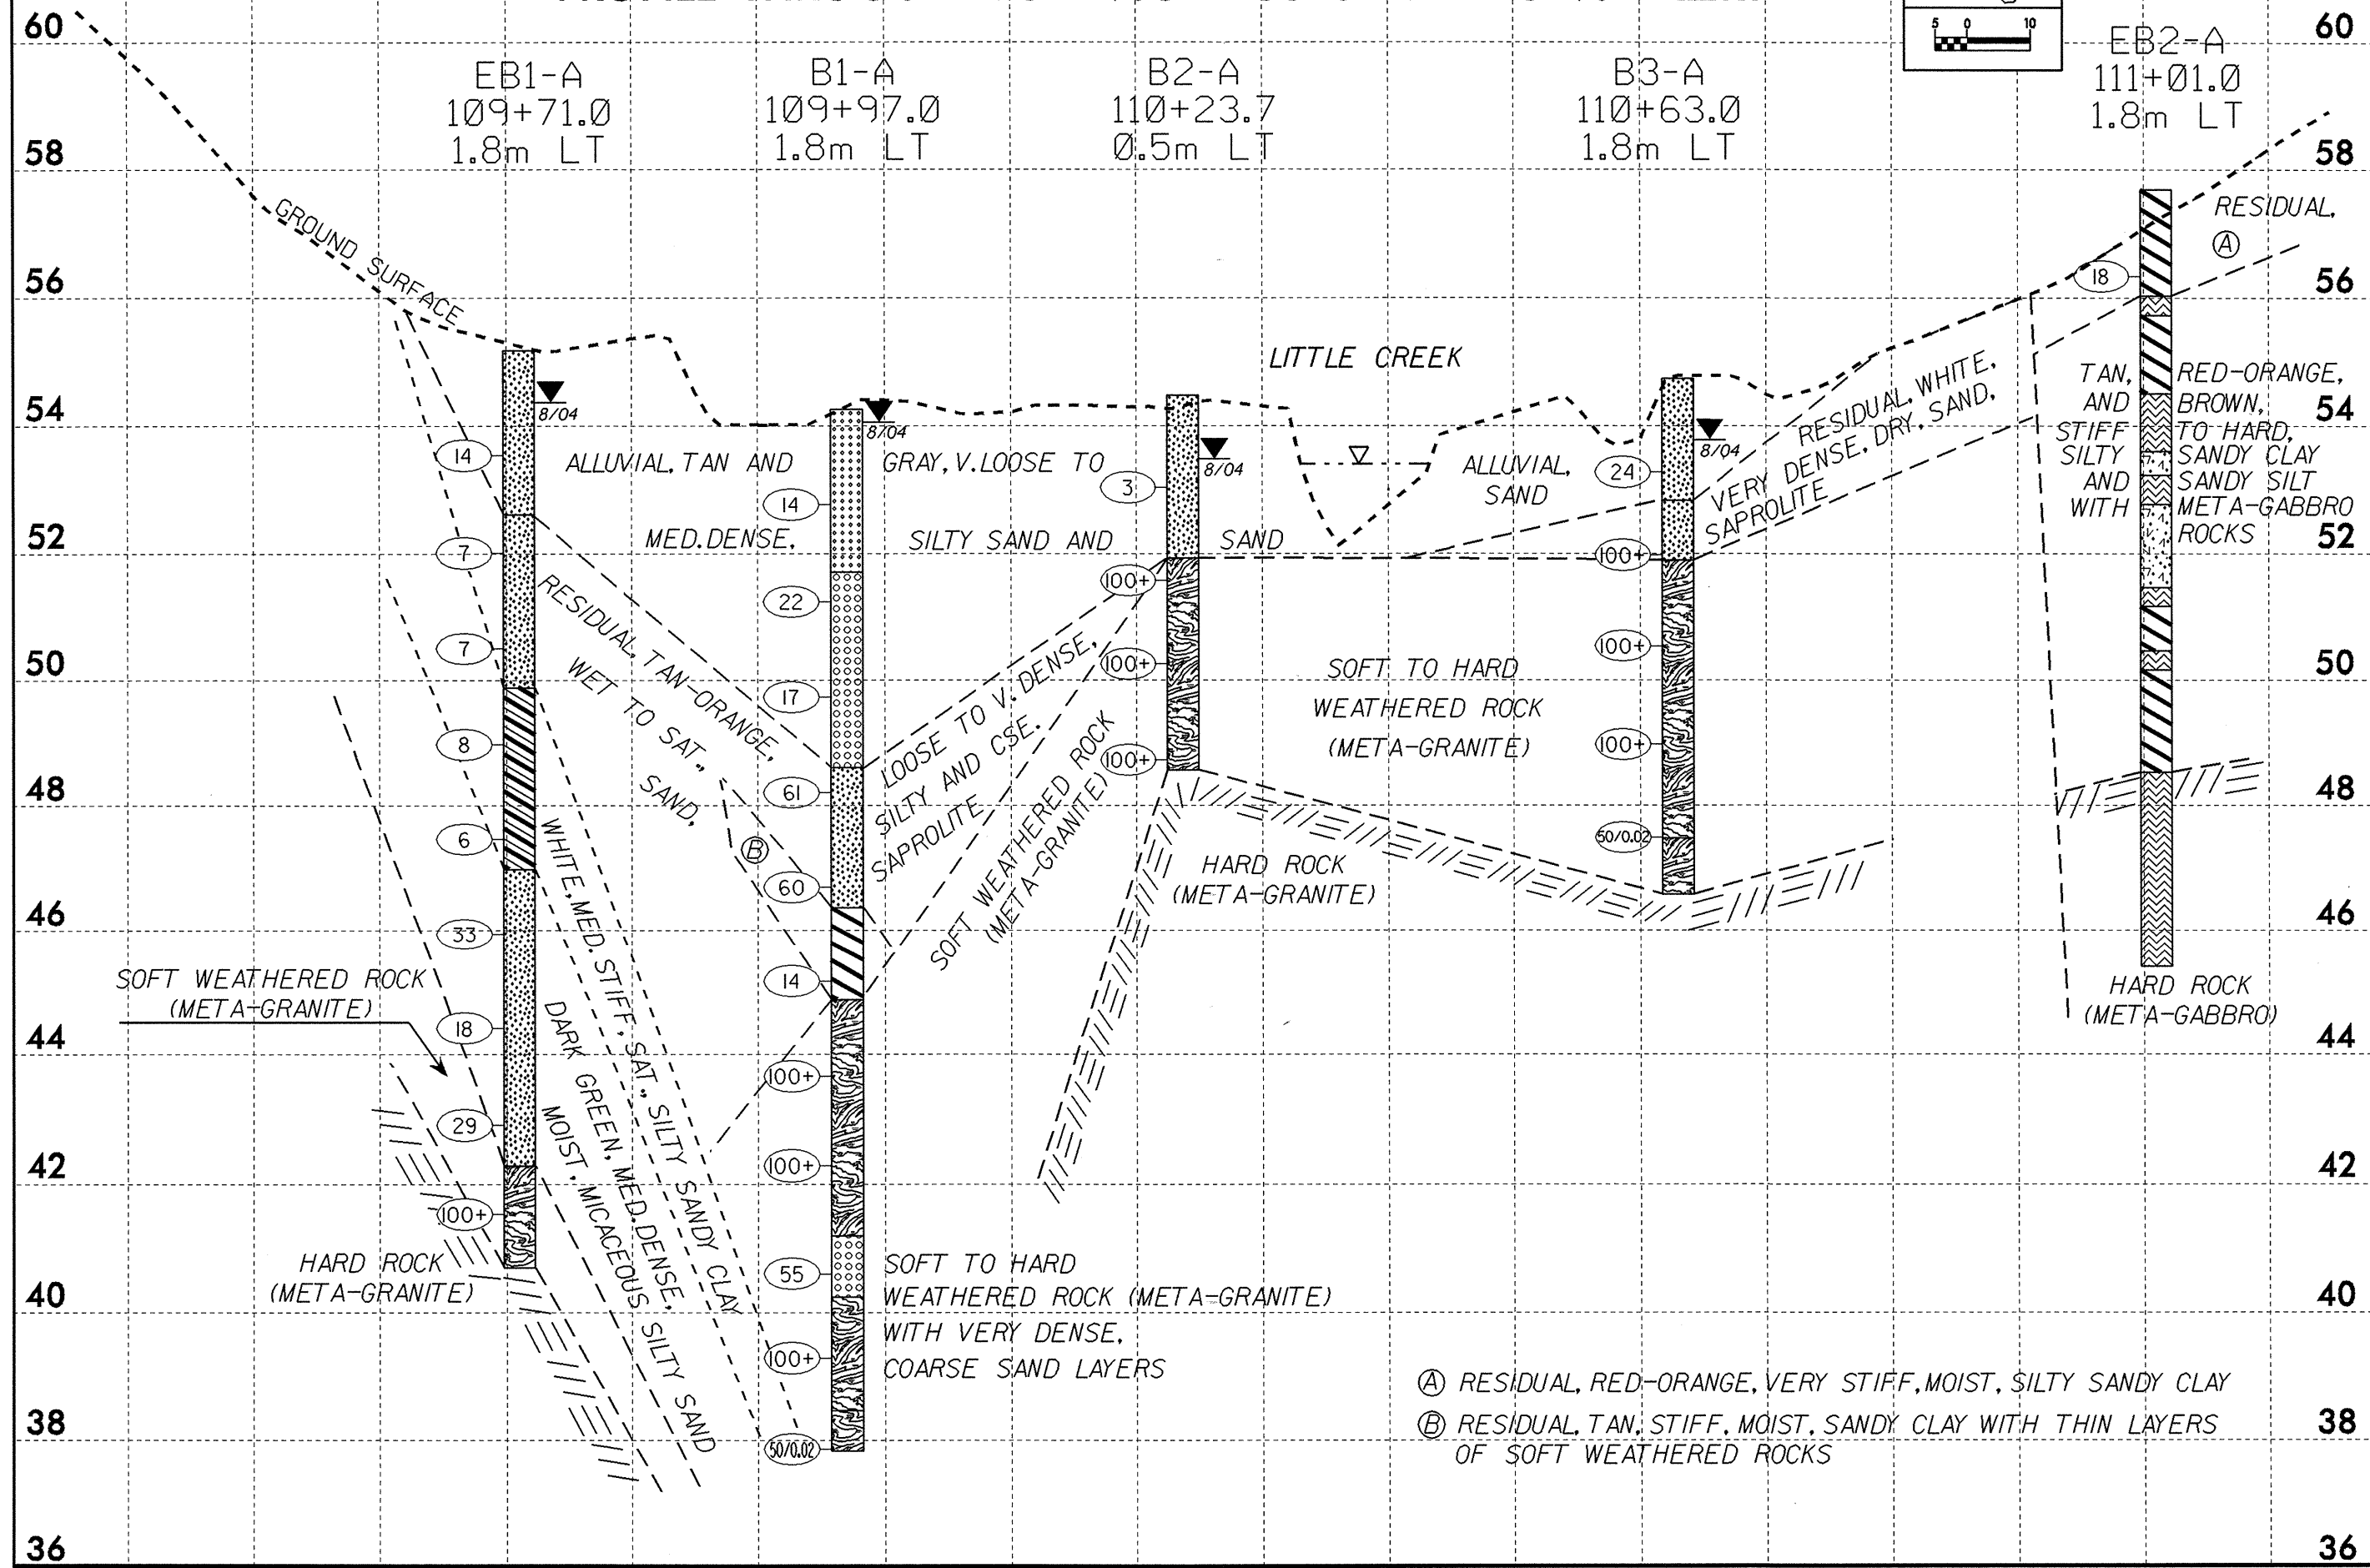 5 0 10
60
60
EB1-A
109+71.0
1.8m LT
B1-A
109+97.0
1.8m LT
B2-A
110+23.7
0.5m LT
B3-A
110+63.0
1.8m LT
EB2-A
111+01.0
1.8m LT
58
58
GROUND SURFACE
RESIDUAL,
A
56
56
18
LITTLE CREEK
54
54
8/04
8/04
8/04
8/04
14
7
7
8
6
33
18
29
100+
14
22
17
61
60
14
100+
100+
55
100+
50/0.02
3
100+
100+
100+
24
100+
100+
100+
50/0.02
ALLUVIAL, TAN AND GRAY, V.LOOSE TO
MED.DENSE, SILTY SAND AND SAND
ALLUVIAL,
SAND
RESIDUAL, WHITE,
VERY DENSE, DRY, SAND,
SAPROLITE
TAN, RED-ORANGE,
AND BROWN,
STIFF TO HARD,
SILTY SANDY CLAY
AND SANDY SILT
WITH META-GABBRO
ROCKS
52
52
RESIDUAL, TAN-ORANGE,
WET TO SAT.,
SAND,
B
LOOSE TO V. DENSE,
SILTY AND CSE.
SAPROLITE
SOFT WEATHERED ROCK
(META-GRANITE)
50
50
SOFT TO HARD
WEATHERED ROCK
(META-GRANITE)
48
48
HARD ROCK
(META-GRANITE)
46
46
WHITE, MED. STIFF, SAT., SILTY SANDY CLAY
DARK GREEN, MED.DENSE,
MOIST, MICACEOUS SILTY SAND
SOFT WEATHERED ROCK
(META-GRANITE)
HARD ROCK
(META-GABBRO)
44
44
42
42
HARD ROCK
(META-GRANITE)
SOFT TO HARD
WEATHERED ROCK (META-GRANITE)
WITH VERY DENSE,
COARSE SAND LAYERS
40
40
A RESIDUAL, RED-ORANGE, VERY STIFF, MOIST, SILTY SANDY CLAY
B RESIDUAL, TAN, STIFF, MOIST, SANDY CLAY WITH THIN LAYERS
OF SOFT WEATHERED ROCKS
38
38
36
36